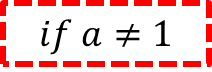 if a ≠ 1